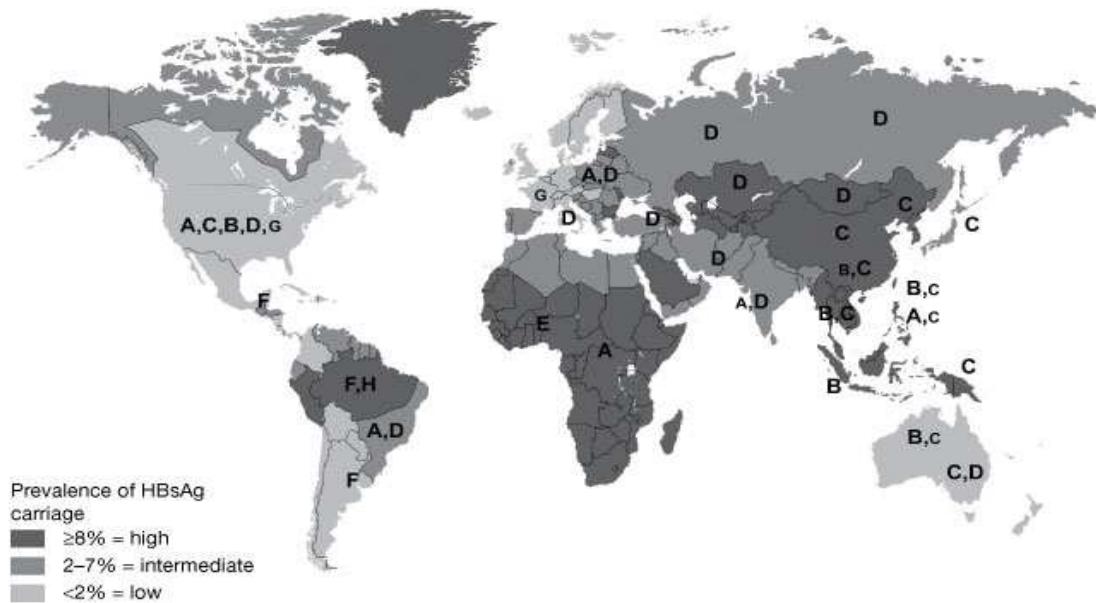 D
D
A,D
D
D
G
C
D
D
C
A,C,B,D,G
C
D
B,C
B,C
A,D
F
B,C
A,C
E
A
C
F,H
B
A,D
B,C
C,D
F
Prevalence of HBsAg
carriage
≥8% = high
2–7% = intermediate
<2% = low